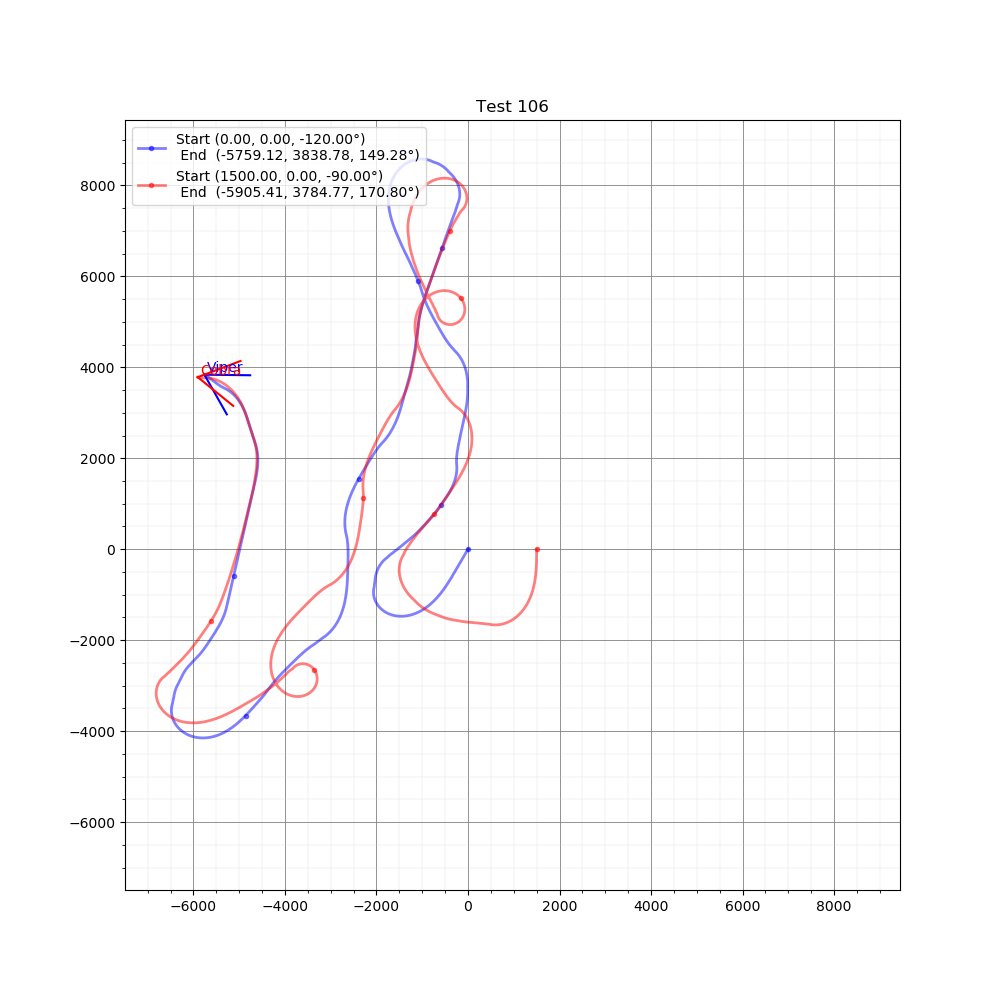 Test 106
Start (0.00, 0.00, -120.00°)
End (-5759.12, 3838.78, 149.28°)
Start (1500.00, 0.00, -90.00°)
End (-5905.41, 3784.77, 170.80°)
8000
6000
4000
2000
0
−2000
−4000
−6000
Viper
−6000 −4000 −2000 0 2000 4000 6000 8000